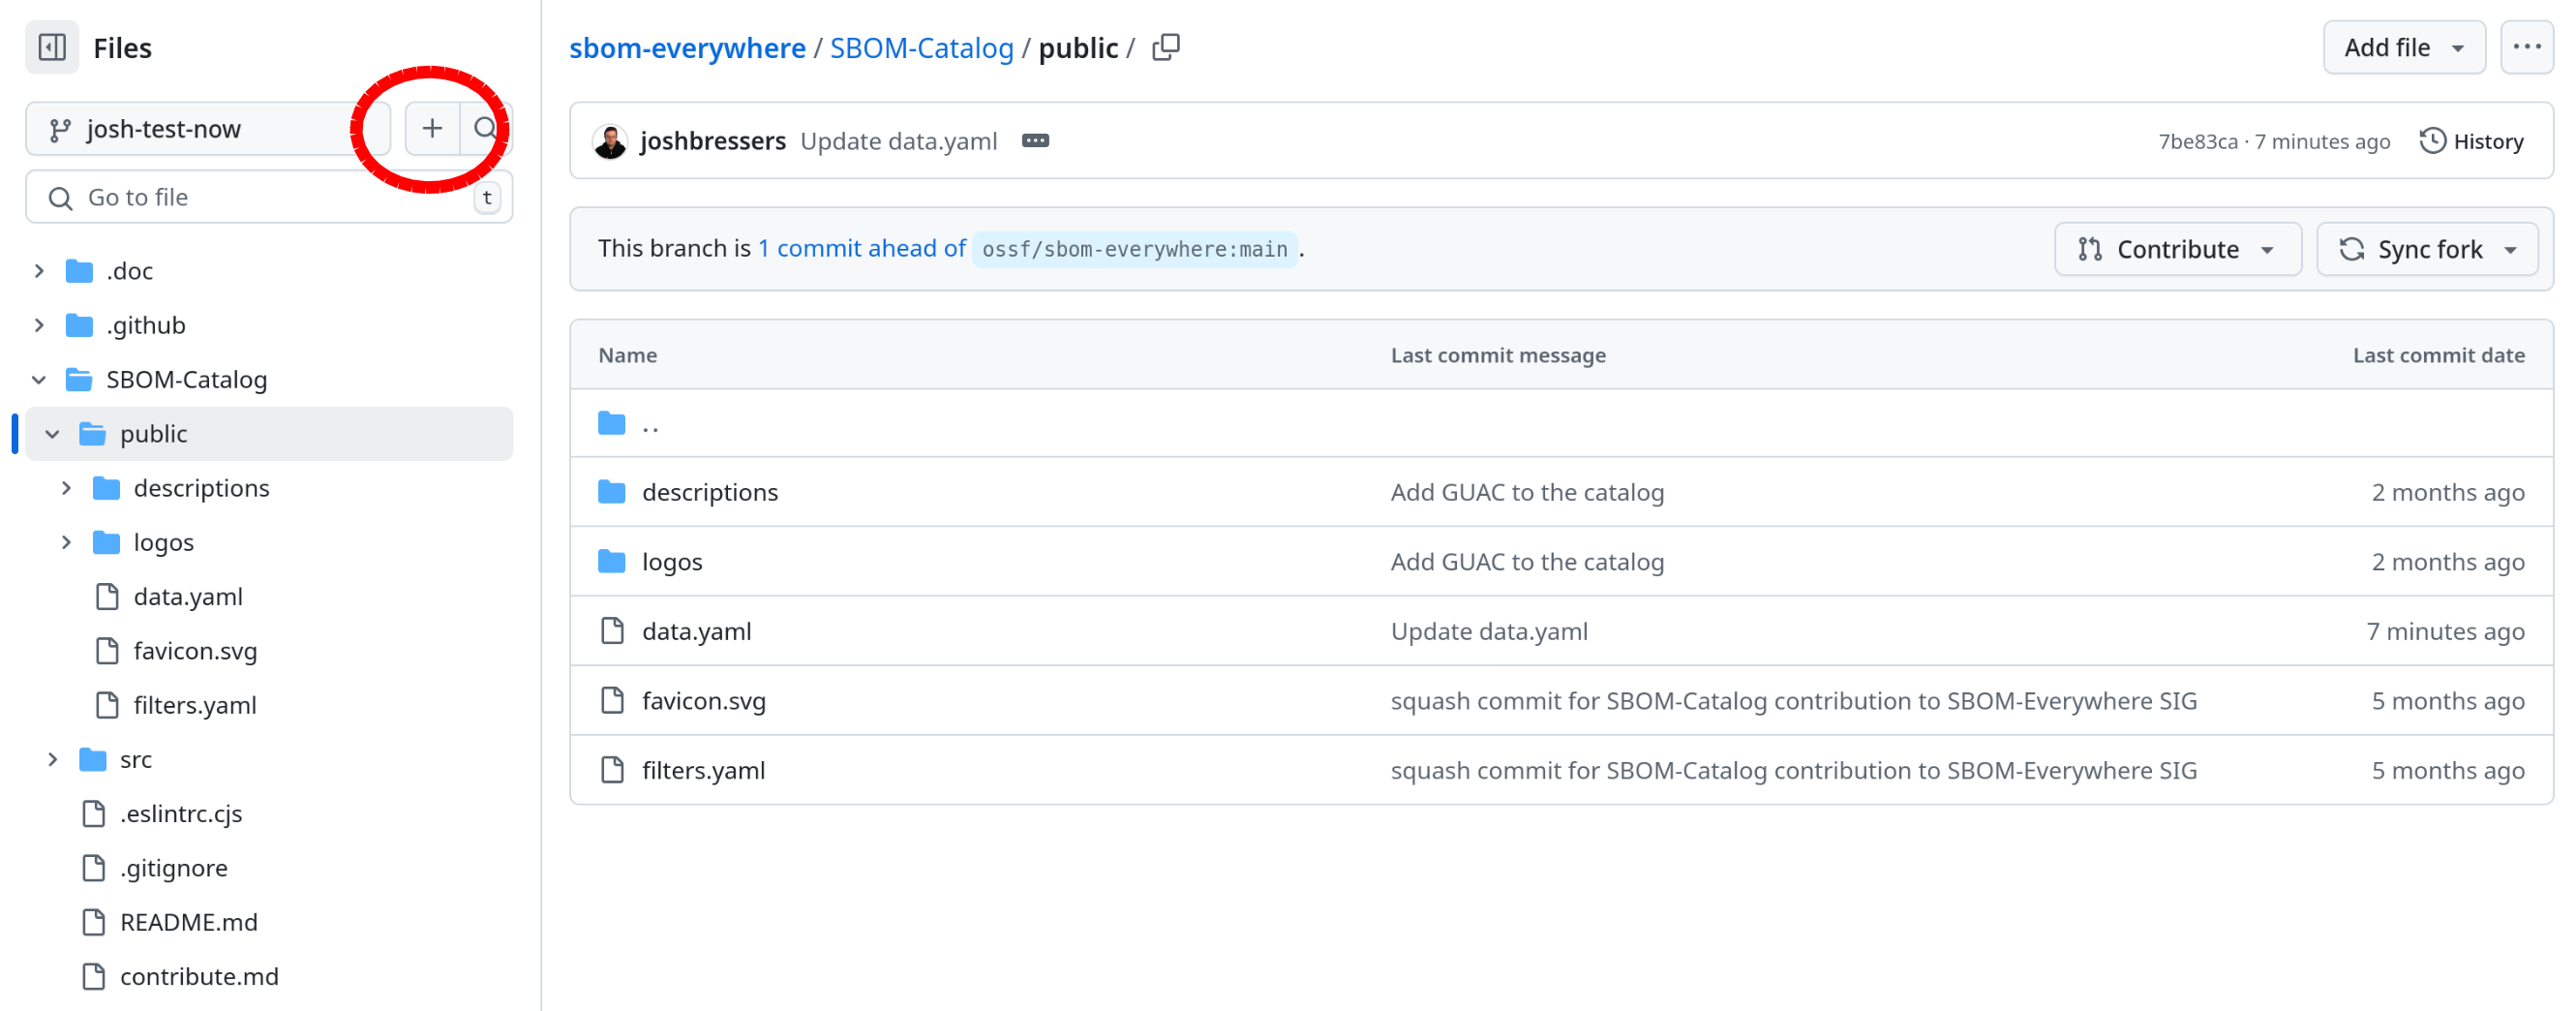 Files
josh-test-now
Go to file t
.doc
.github
SBOM-Catalog
public
descriptions
logos
data.yaml
favicon.svg
filters.yaml
src
.eslintrc.cjs
.gitignore
README.md
contribute.md
sbom-everywhere / SBOM-Catalog / public /
Add file
joshbressers Update data.yaml
7be83ca · 7 minutes ago History
This branch is 1 commit ahead of ossf/sbom-everywhere:main.
Contribute
Sync fork
Name Last commit message Last commit date
..
descriptions Add GUAC to the catalog 2 months ago
logos Add GUAC to the catalog 2 months ago
data.yaml Update data.yaml 7 minutes ago
favicon.svg squash commit for SBOM-Catalog contribution to SBOM-Everywhere SIG 5 months ago
filters.yaml squash commit for SBOM-Catalog contribution to SBOM-Everywhere SIG 5 months ago